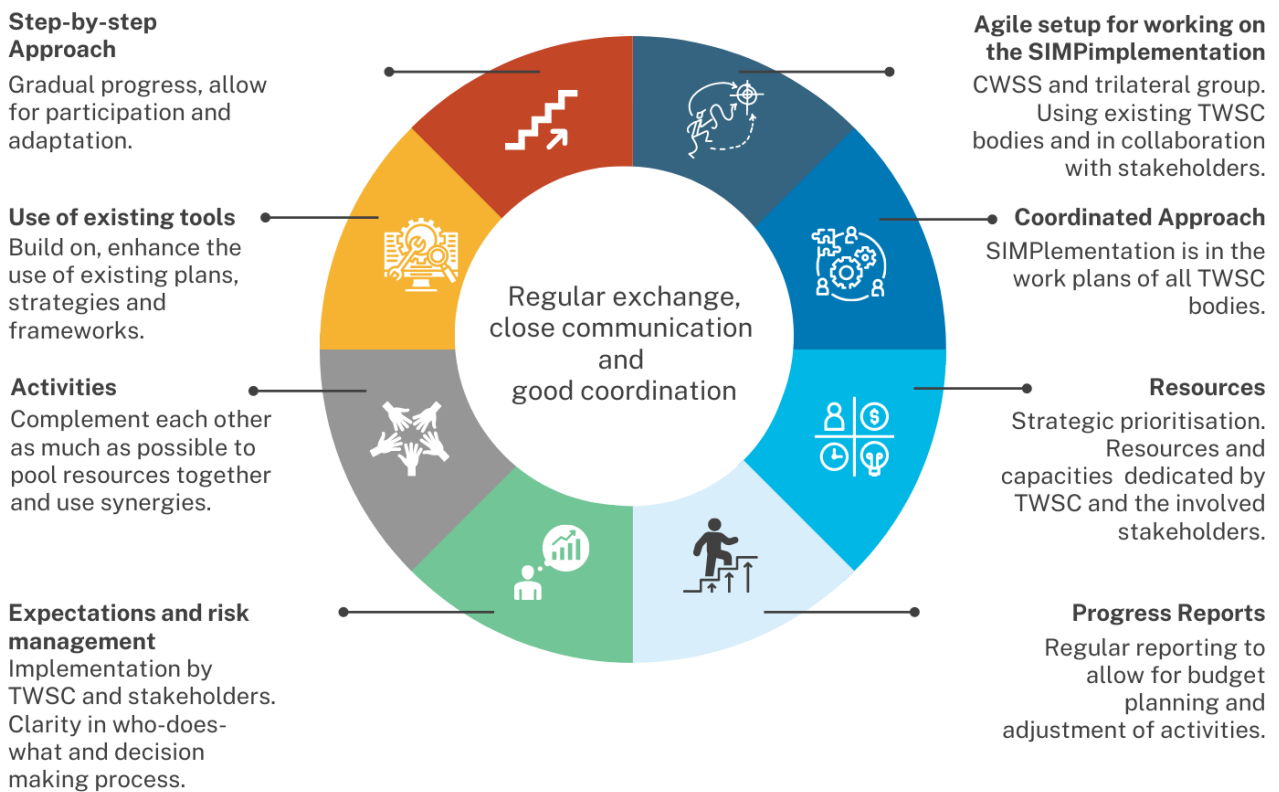 Step-by-step
Approach
Gradual progress, allow
for participation and
adaptation.
Use of existing tools
Build on, enhance the
use of existing plans,
strategies and
frameworks.
Activities
Complement each other
as much as possible to
pool resources together
and use synergies.
Expectations and risk
management
Implementation by
TWSC and stakeholders.
Clarity in who-does-
what and decision
making process.
Regular exchange,
close communication
and
good coordination
Agile setup for working on
the SIMPimplementation
CWSS and trilateral group.
Using existing TWSC
bodies and in collaboration
with stakeholders.
Coordinated Approach
SIMPlementation is in the
work plans of all TWSC
bodies.
Resources
Strategic prioritisation.
Resources and
capacities dedicated by
TWSC and the involved
stakeholders.
Progress Reports
Regular reporting to
allow for budget
planning and
adjustment of activities.